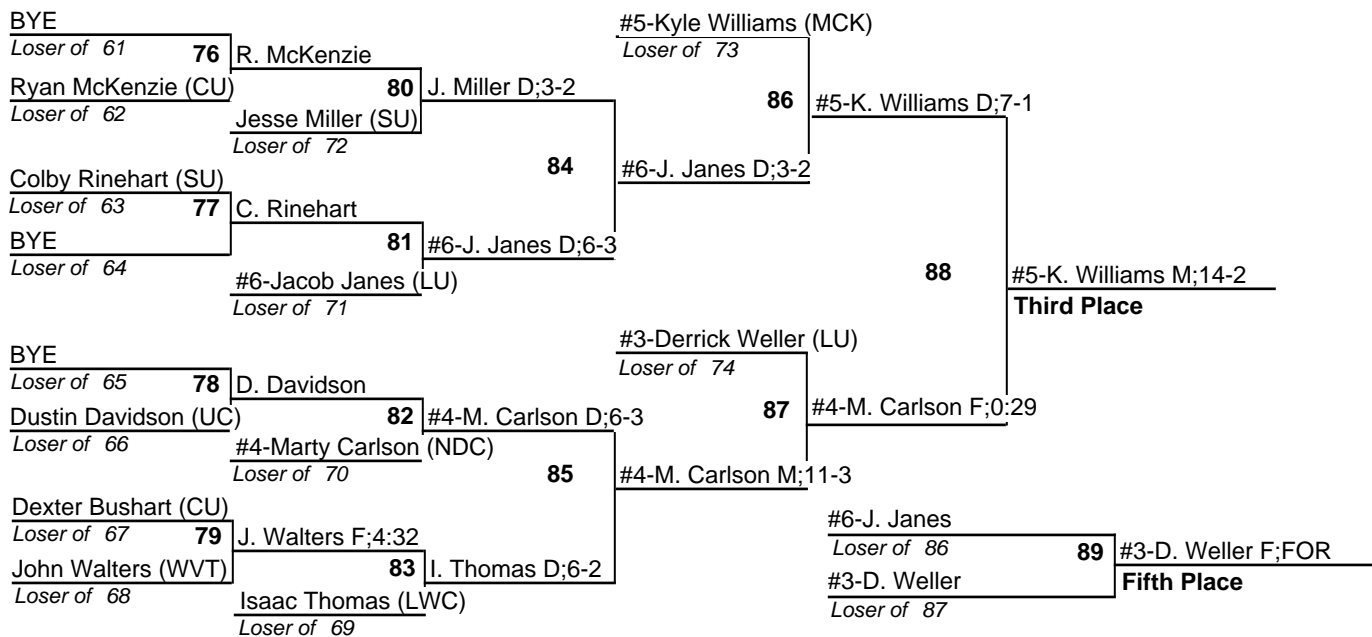 BYE
Loser of 61
76
R. McKenzie
Ryan McKenzie (CU)
Loser of 62
80
J. Miller D;3-2
Jesse Miller (SU)
Loser of 72
Colby Rinehart (SU)
Loser of 63
77
C. Rinehart
BYE
Loser of 64
81
#6-J. Janes D;6-3
#6-Jacob Janes (LU)
Loser of 71
84
#5-Kyle Williams (MCK)
Loser of 73
86
#5-K. Williams D;7-1
#6-J. Janes D;3-2
BYE
Loser of 65
78
D. Davidson
Dustin Davidson (UC)
Loser of 66
82
#4-M. Carlson D;6-3
#4-Marty Carlson (NDC)
Loser of 70
Dexter Bushart (CU)
Loser of 67
79
J. Walters F;4:32
John Walters (WVT)
Loser of 68
83
I. Thomas D;6-2
Isaac Thomas (LWC)
Loser of 69
85
#3-Derrick Weller (LU)
Loser of 74
87
#4-M. Carlson F;0:29
#4-M. Carlson M;11-3
88
#5-K. Williams M;14-2
Third Place
#6-J. Janes
Loser of 86
89
#3-D. Weller F;FOR
#3-D. Weller
Fifth Place
Loser of 87